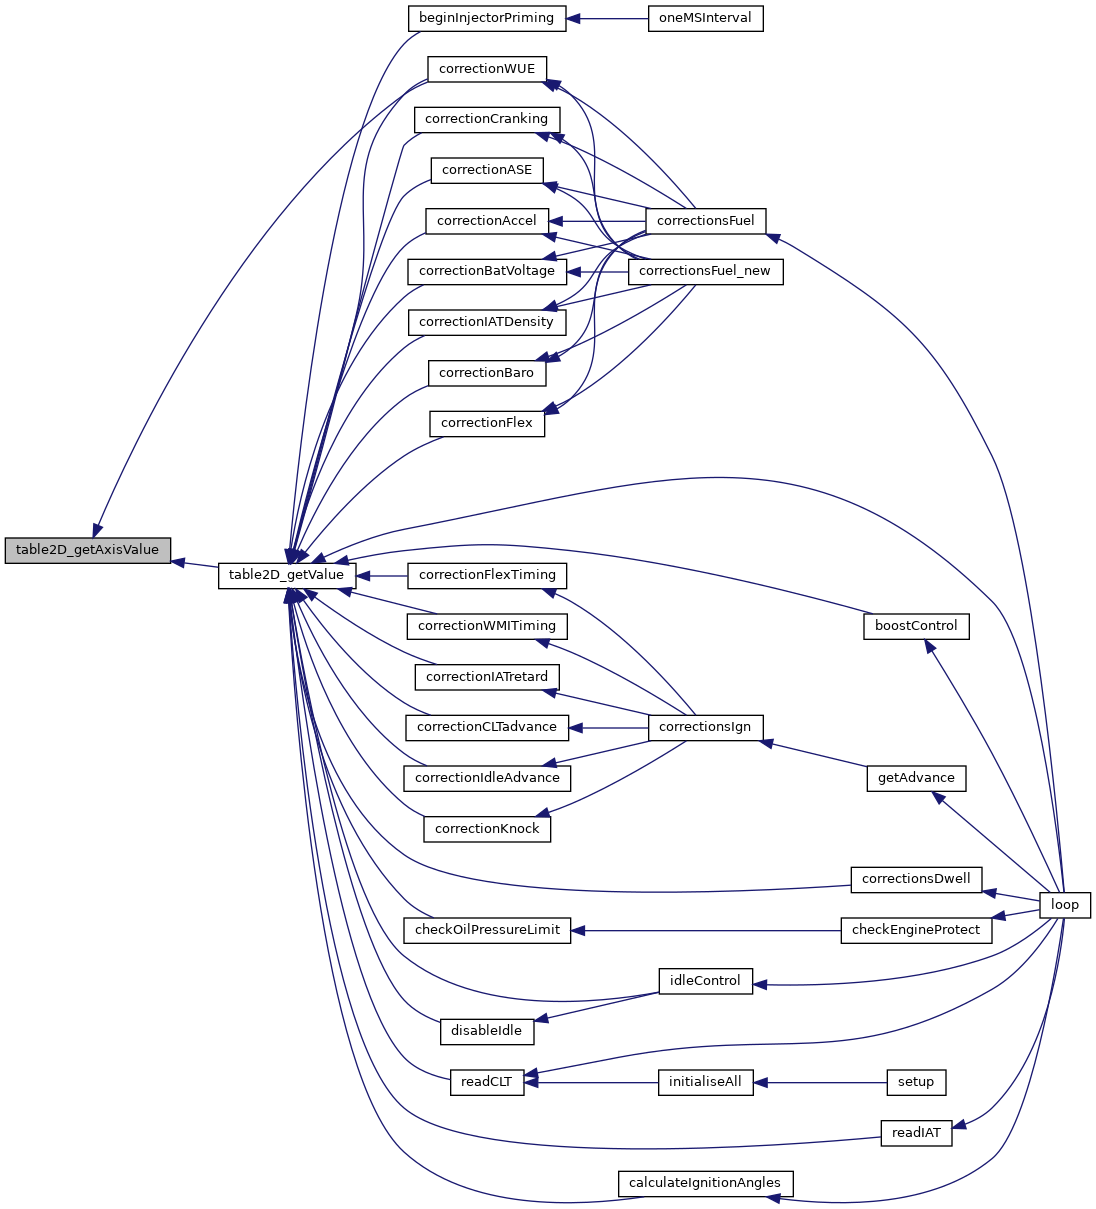 beginInjectorPriming
oneMSInterval
correctionWUE
correctionCranking
correctionASE
correctionAccel
correctionsFuel
correctionBatVoltage
correctionsFuel_new
correctionIATDensity
correctionBaro
correctionFlex
table2D_getAxisValue
table2D_getValue
correctionFlexTiming
correctionWMITiming
boostControl
correctionIATretard
correctionCLTadvance
correctionsIgn
correctionIdleAdvance
getAdvance
correctionKnock
correctionsDwell
loop
checkOilPressureLimit
checkEngineProtect
idleControl
disableIdle
readCLT
initialiseAll
setup
readIAT
calculateIgnitionAngles